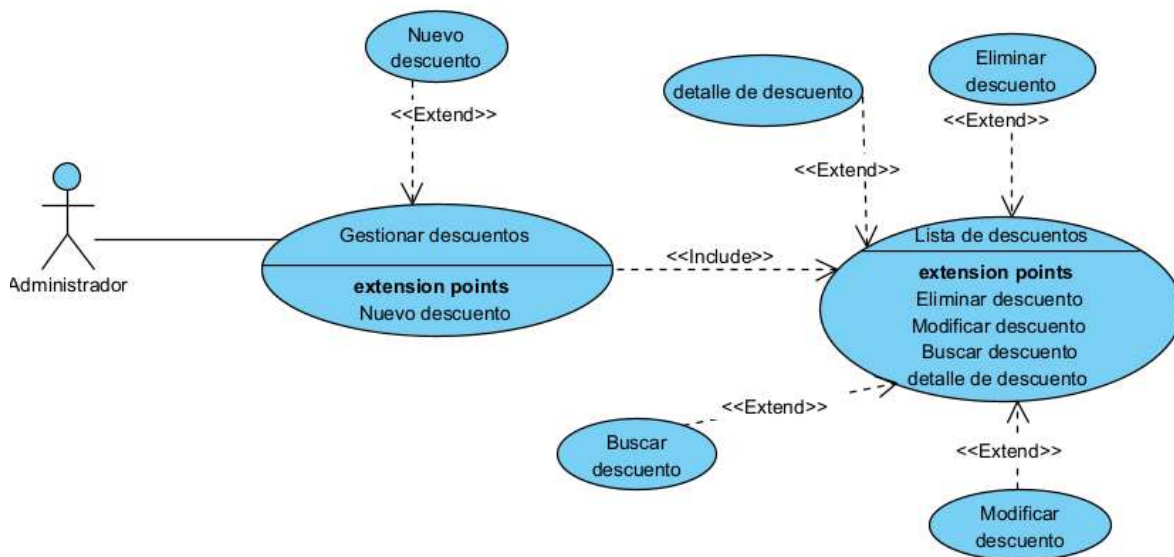 Nuevo
descuento
<<Extend>>
detalle de descuento
<<Extend>>
Eliminar
descuento
<<Extend>>
Administrador
Gestionar descuentos
extension points
Nuevo descuento
<<Include>>
Lista de descuentos
extension points
Eliminar descuento
Modificar descuento
Buscar descuento
detalle de descuento
<<Extend>>
Buscar
descuento
<<Extend>>
Modificar
descuento